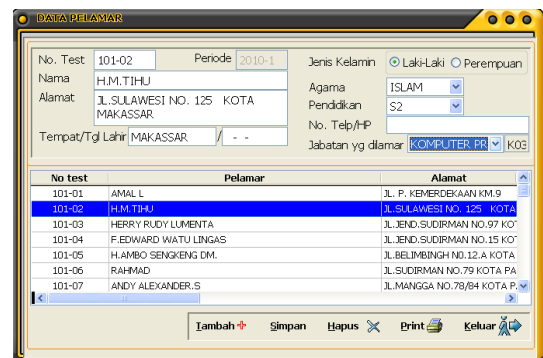 DATA PELAMAR
No. Test 101-02 Periode 2010-1 Jenis Kelamin Laki-Laki Perempuan
Nama H.M.TIHU Agama ISLAM
Alamat JL.SULAWESI NO. 125 KOTA MAKASSAR Pendidikan S2
No. Telp/HP
Tempat/Tgl Lahir MAKASSAR / - - Jabatan yg dilamar KOMPUTER PR K03
No test Pelamar Alamat
101-01 AMAL L JL. P. KEMERDEKAAN KM.9
101-02 H.M.TIHU JL.SULAWESI NO. 125 KOTA
101-03 HERRY RUDY LUMENTA JL.JEND.SUDIRMAN NO.97 KOT
101-04 F.EDWARD WATU LINGAS JL.JEND.SUDIRMAN NO.15 KOT
101-05 H.AMBO SENGKENG DM. JL.BELIMBINGH NO.12.A KOTA
101-06 RAHMAD JL.SUDIRMAN NO.79 KOTA PA
101-07 ANDY ALEXANDER.S JL.MANGGA NO.78/84 KOTA P.
Tambah Simpan Hapus Print Keluar